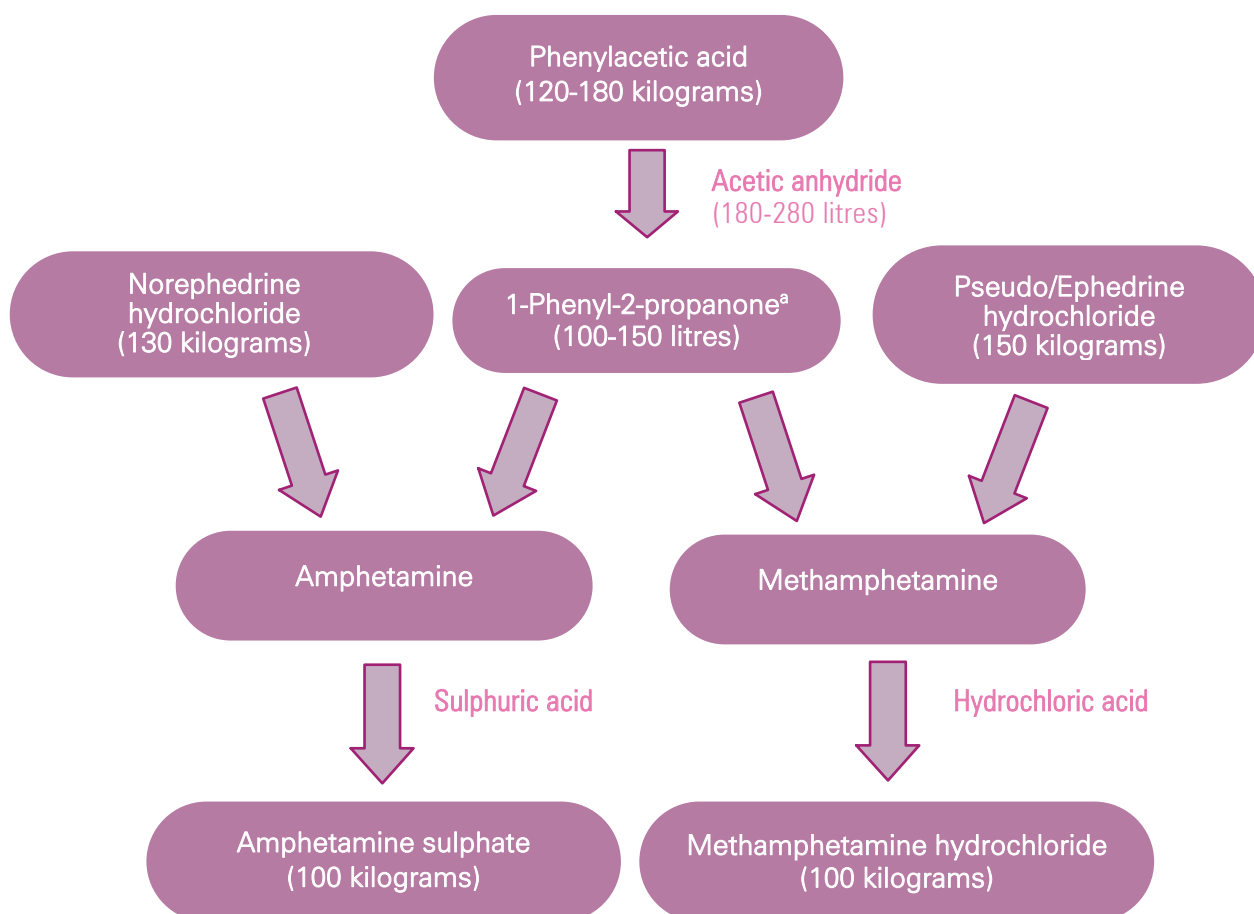 Phenylacetic acid
(120-180 kilograms)
Acetic anhydride
(180-280 litres)
Norephedrine
hydrochloride
(130 kilograms)
1-Phenyl-2-propanoneᵃ
(100-150 litres)
Pseudo/Ephedrine
hydrochloride
(150 kilograms)
Amphetamine
Methamphetamine
Sulphuric acid
Hydrochloric acid
Amphetamine sulphate
(100 kilograms)
Methamphetamine hydrochloride
(100 kilograms)